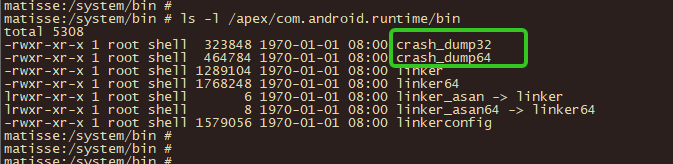 matisse:/system/bin #
matisse:/system/bin # ls -l /apex/com.android.runtime/bin
total 5308
-rwxr-xr-x 1 root shell  323848 1970-01-01 08:00 crash_dump32
-rwxr-xr-x 1 root shell  464784 1970-01-01 08:00 crash_dump64
-rwxr-xr-x 1 root shell 1289104 1970-01-01 08:00 linker
-rwxr-xr-x 1 root shell 1768248 1970-01-01 08:00 linker64
lrwxr-xr-x 1 root shell       6 1970-01-01 08:00 linker_asan -> linker
lrwxr-xr-x 1 root shell       8 1970-01-01 08:00 linker_asan64 -> linker64
-rwxr-xr-x 1 root shell 1579056 1970-01-01 08:00 linkerconfig
matisse:/system/bin #
matisse:/system/bin #